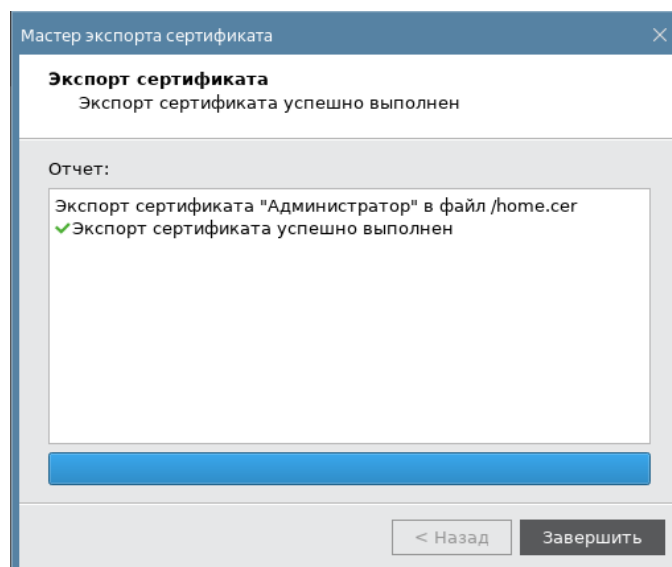 Мастер экспорта сертификата
Экспорт сертификата
Экспорт сертификата успешно выполнен
Отчет:
Экспорт сертификата "Администратор" в файл /home.cer
Экспорт сертификата успешно выполнен
< Назад
Завершить